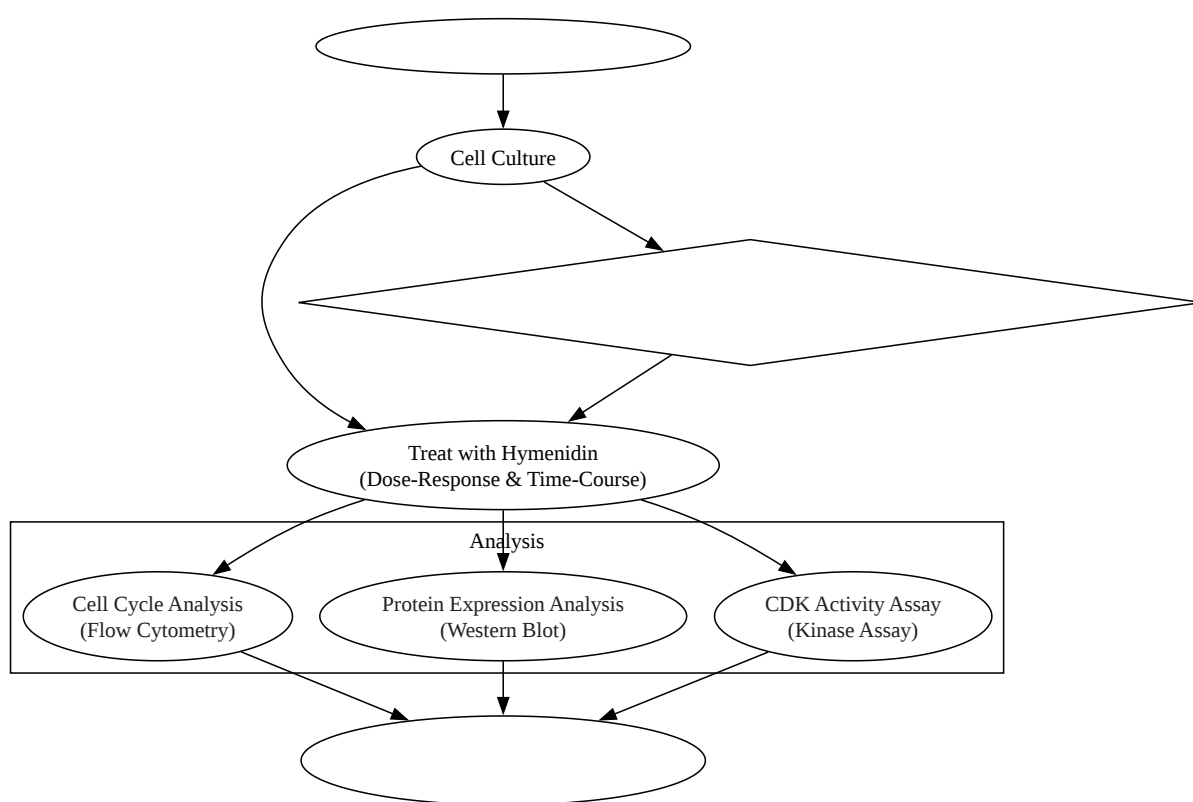 Cell Culture
Treat with Hymenidin
(Dose-Response & Time-Course)
Analysis
Cell Cycle Analysis
(Flow Cytometry)
Protein Expression Analysis
(Western Blot)
CDK Activity Assay
(Kinase Assay)